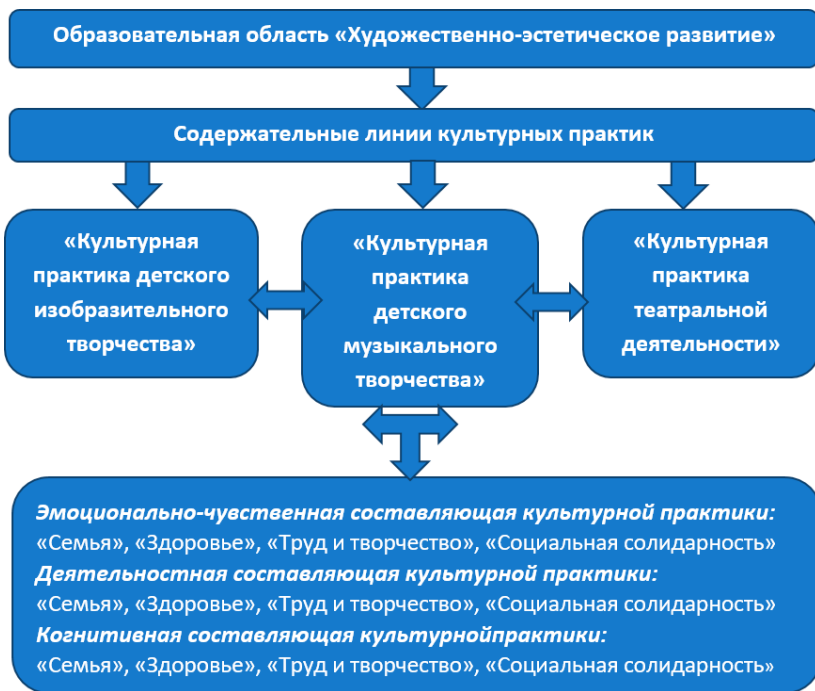 Образовательная область «Художественно-эстетическое развитие»
Содержательные линии культурных практик
«Культурная
практика детского
изобразительного
творчества»
«Культурная
практика
детского
музыкального
творчества»
«Культурная
практика
театральной
деятельности»
Эмоционально-чувственная составляющая культурной практики:
«Семья», «Здоровье», «Труд и творчество», «Социальная солидарность»
Деятельностная составляющая культурной практики:
«Семья», «Здоровье», «Труд и творчество», «Социальная солидарность»
Когнитивная составляющая культурнойпрактики:
«Семья», «Здоровье», «Труд и творчество», «Социальная солидарность»